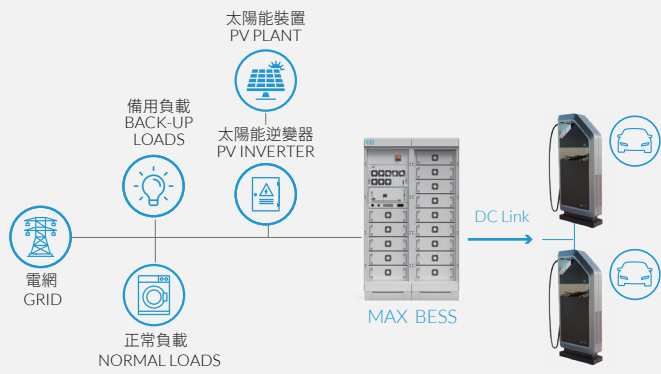 太陽能裝置
PV PLANT
備用負載
BACK-UP
LOADS
太陽能逆變器
PV INVERTER
電網
GRID
正常負載
NORMAL LOADS
MAX BESS
DC Link